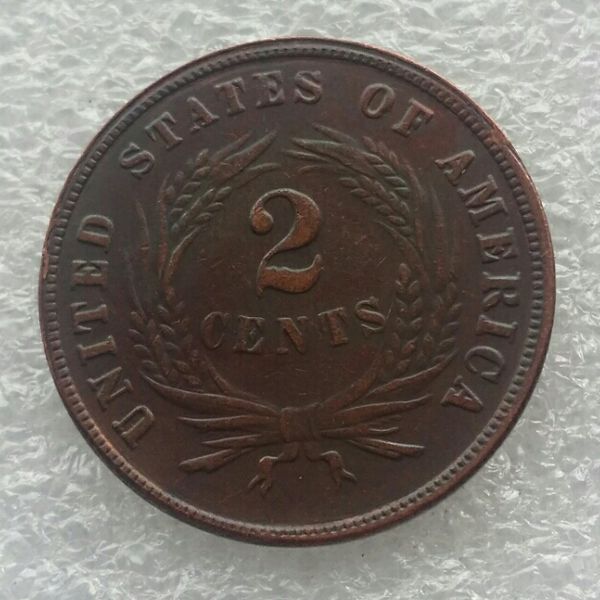 UNITED STATES OF AMERICA
2
CENTS